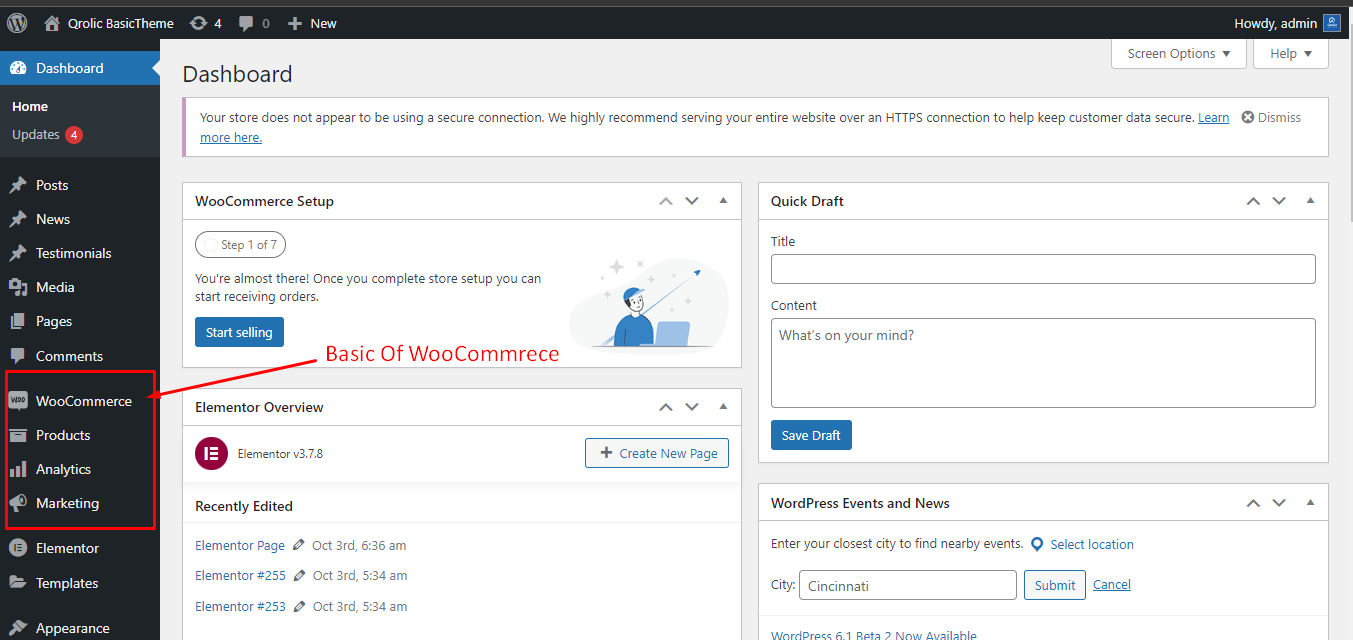 Qrolic BasicTheme 4 0 New Howdy, admin
Dashboard
Home
Updates 4
Posts
News
Testimonials
Media
Pages
Comments
WOO WooCommerce
Products
Analytics
Marketing
Elementor
Templates
Appearance
Screen Options Help
Dashboard
Your store does not appear to be using a secure connection. We highly recommend serving your entire website over an HTTPS connection to help keep customer data secure. Learn
more here.
Dismiss
WooCommerce Setup
Step 1 of 7
You're almost there! Once you complete store setup you can
start receiving orders.
Start selling
Basic Of WooCommrece
Elementor Overview
Elementor v3.7.8
Create New Page
Recently Edited
Elementor Page Oct 3rd, 6:36 am
Elementor #255 Oct 3rd, 5:34 am
Elementor #253 Oct 3rd, 5:34 am
Quick Draft
Title
Content
What's on your mind?
Save Draft
WordPress Events and News
Enter your closest city to find nearby events. Select location
City: Cincinnati Submit Cancel
WordPress 6.1 Beta 2 Now Available